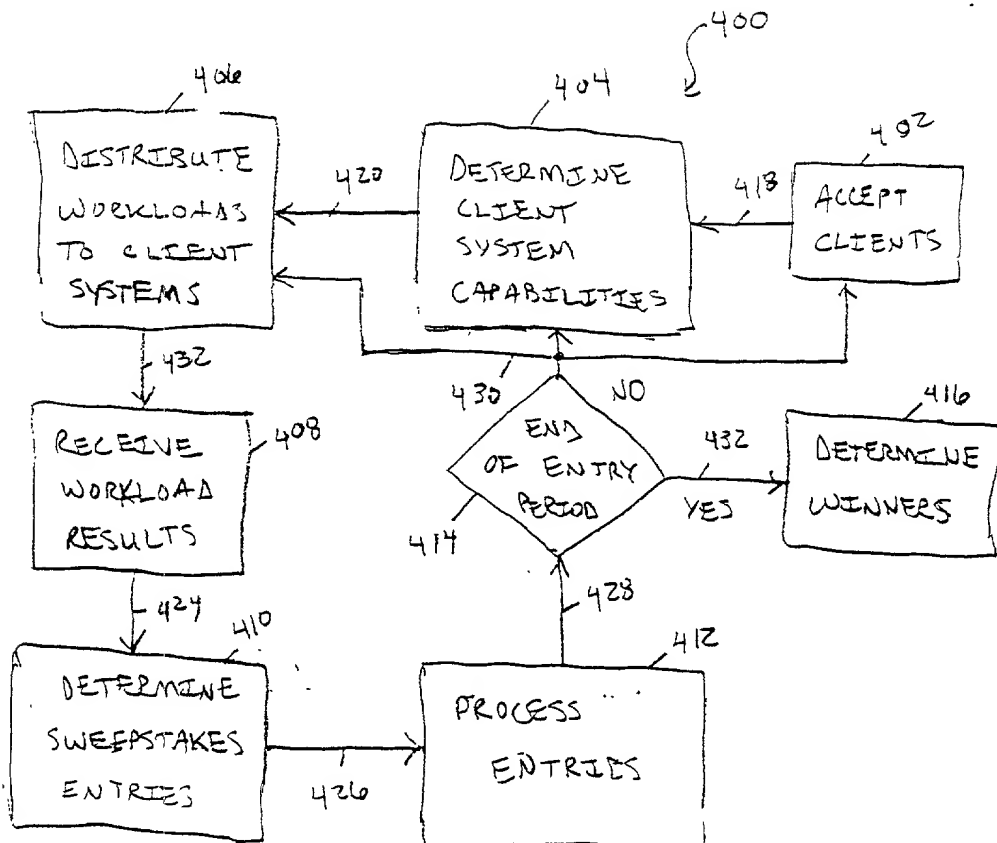 400
406
404
402
DISTRIBUTE
WORKLOADS
TO CLIENT
SYSTEMS
420
DETERMINE
CLIENT
SYSTEM
CAPABILITIES
418
ACCEPT
CLIENTS
432
430
NO
408
RECEIVE
WORKLOAD
RESULTS
END
OF ENTRY
PERIOD
414
432
YES
416
DETERMINE
WINNERS
424
428
410
DETERMINE
SWEEPSTAKES
ENTRIES
426
412
PROCESS
ENTRIES